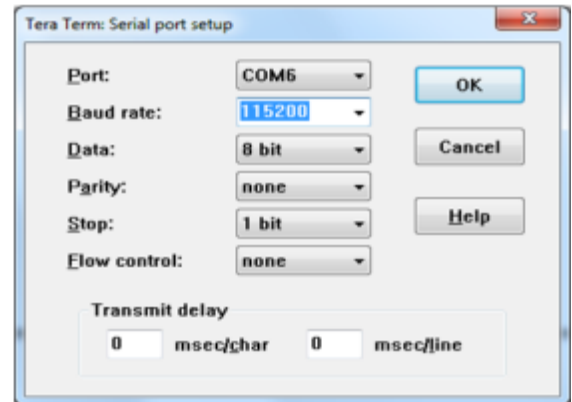 Tera Term: Serial port setup
Port: COM6 OK
Baud rate: 115200
Data: 8 bit Cancel
Parity: none
Stop: 1 bit Help
Flow control: none
Transmit delay
0 msec/char 0 msec/line